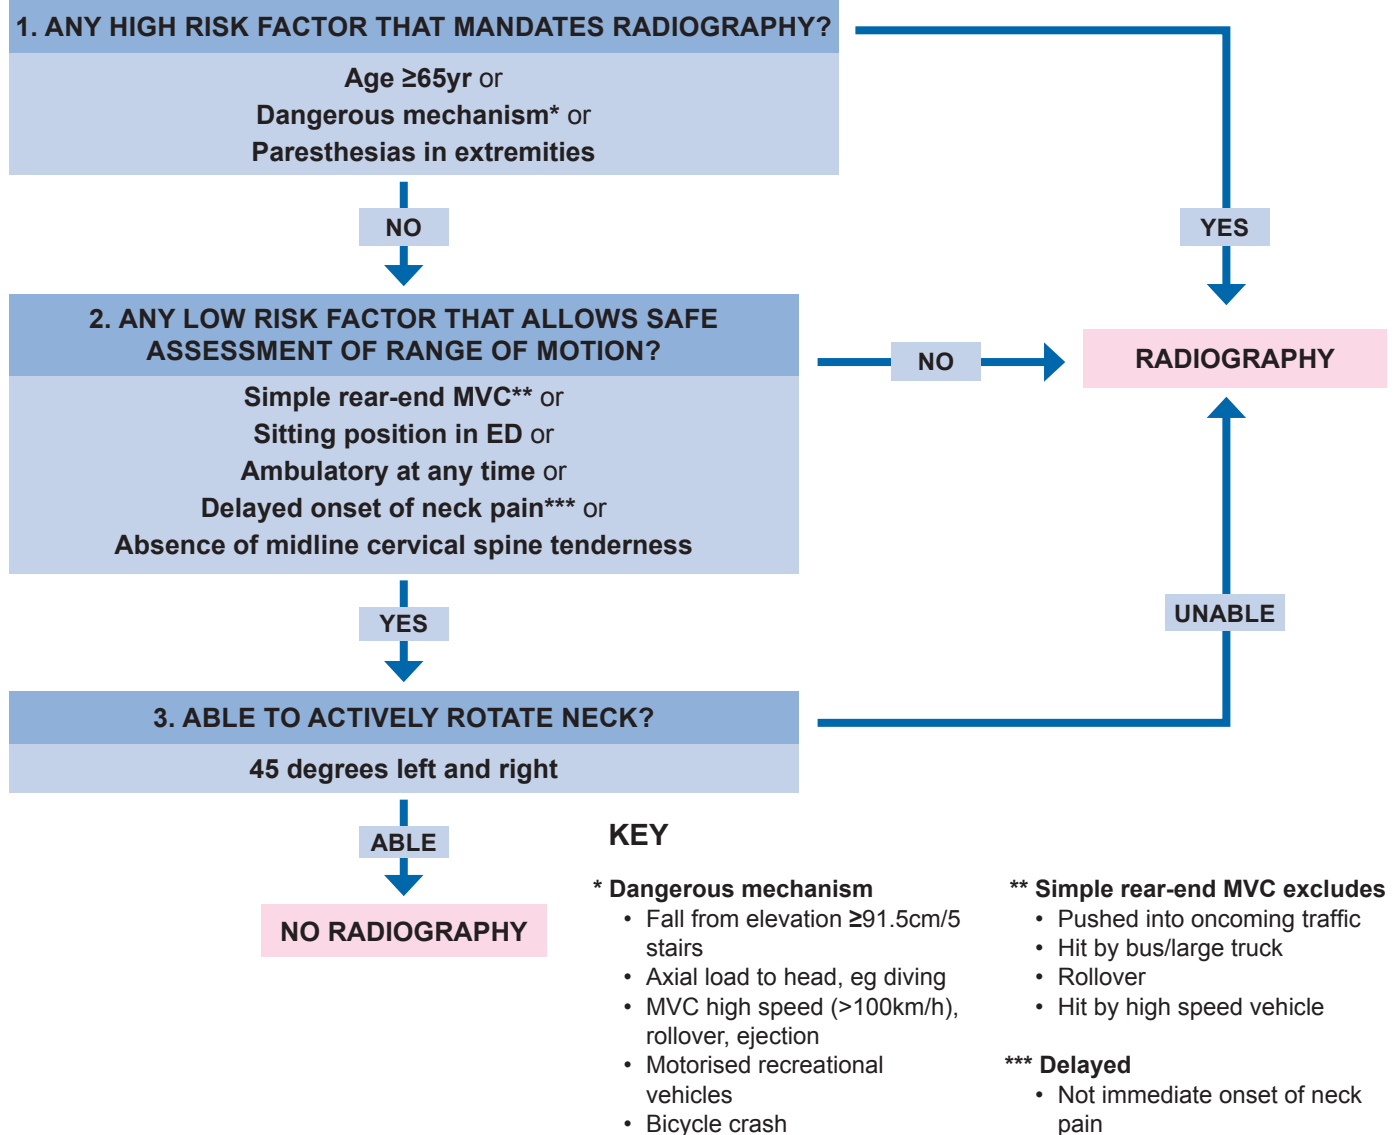 1. ANY HIGH RISK FACTOR THAT MANDATES RADIOGRAPHY?
Age ≥65yr or
Dangerous mechanism* or
Paresthesias in extremities
NO
YES
2. ANY LOW RISK FACTOR THAT ALLOWS SAFE
ASSESSMENT OF RANGE OF MOTION?
Simple rear-end MVC** or
Sitting position in ED or
Ambulatory at any time or
Delayed onset of neck pain*** or
Absence of midline cervical spine tenderness
NO
RADIOGRAPHY
YES
UNABLE
3. ABLE TO ACTIVELY ROTATE NECK?
45 degrees left and right
ABLE
NO RADIOGRAPHY
KEY
* Dangerous mechanism
• Fall from elevation ≥91.5cm/5
stairs
• Axial load to head, eg diving
• MVC high speed (>100km/h),
rollover, ejection
• Motorised recreational
vehicles
• Bicycle crash
** Simple rear-end MVC excludes
• Pushed into oncoming traffic
• Hit by bus/large truck
• Rollover
• Hit by high speed vehicle
*** Delayed
• Not immediate onset of neck
pain